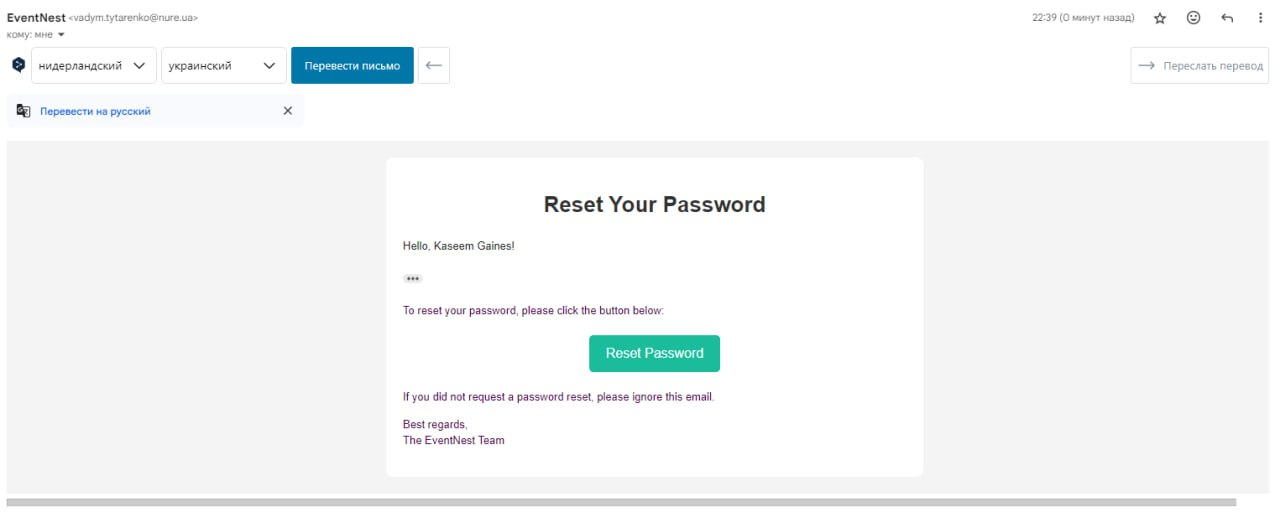 EventNest <vadym.tytarenko@nure.ua>
22:39 (0 минут назад)
кому: мне
нидерландский
украинский
Перевести письмо
Переслать перевод
Перевести на русский
Reset Your Password
Hello, Kaseem Gaines!
To reset your password, please click the button below:
Reset Password
If you did not request a password reset, please ignore this email.
Best regards,
The EventNest Team